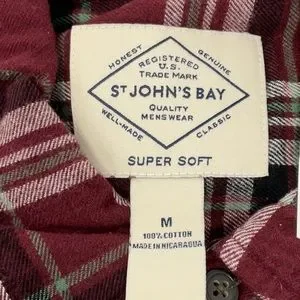 HONEST
GENUINE
REGISTERED
U.S.
TRADE MARK
ST JOHN'S BAY
QUALITY
MENSWEAR
WELL-MADE
CLASSIC
SUPER SOFT
M
100% COTTON
MADE IN NICARAGUA